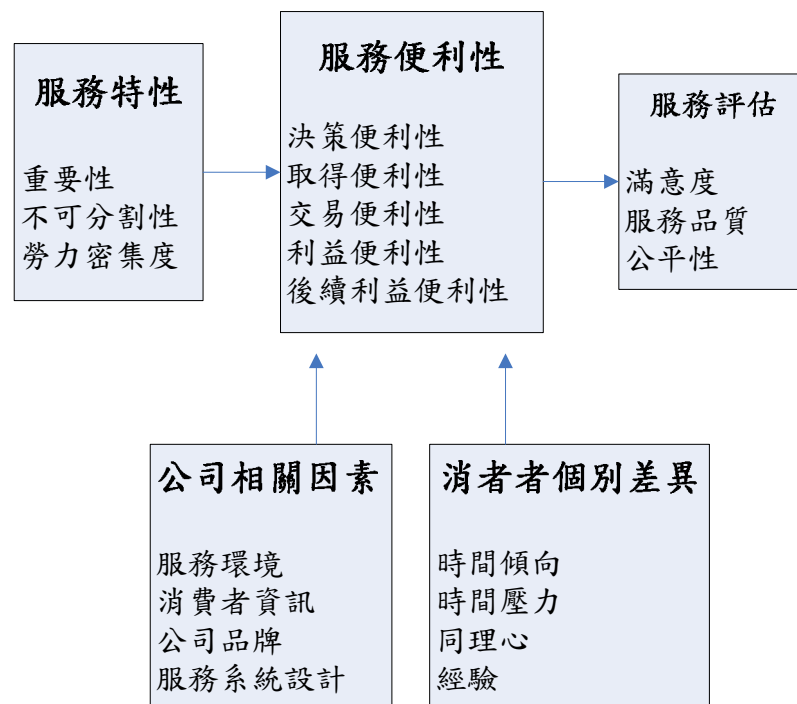 服務特性
重要性
不可分割性
勞力密集度
服務便利性
決策便利性
取得便利性
交易便利性
利益便利性
後續利益便利性
服務評估
滿意度
服務品質
公平性
公司相關因素
服務環境
消費者資訊
公司品牌
服務系統設計
消者者個別差異
時間傾向
時間壓力
同理心
經驗